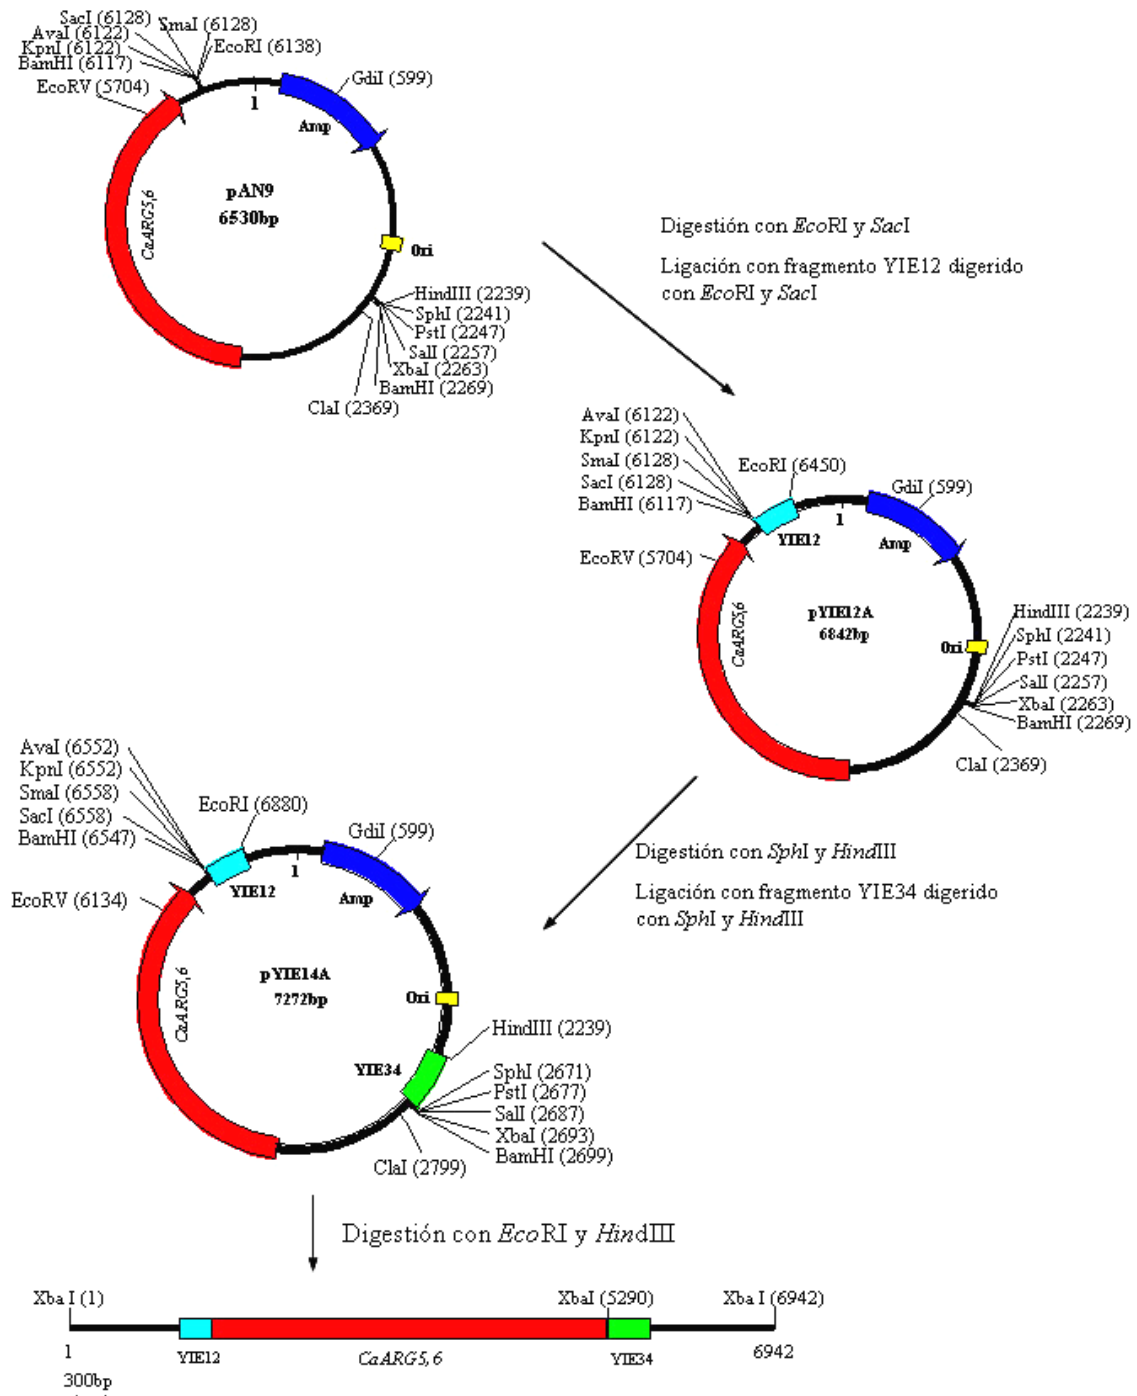 SacI (6128)
SmaI (6128)
AvaI (6122)
KpnI (6122)
EcoRI (6138)
BamHI (6117)
EcoRV (5704)
GdiI (599)
1
Amp
pAN9
6530bp
CaARG5,6
Ori
HindIII (2239)
SphI (2241)
PstI (2247)
SalI (2257)
XbaI (2263)
BamHI (2269)
ClaI (2369)
Digestión con EcoRI y SacI
Ligación con fragmento YIE12 digerido
con EcoRI y SacI
AvaI (6122)
KpnI (6122)
SmaI (6128)
SacI (6128)
BamHI (6117)
EcoRI (6450)
GdiI (599)
1
YIE12
Amp
EcoRV (5704)
pYIE12A
6842bp
CaARG5,6
Ori
HindIII (2239)
SphI (2241)
PstI (2247)
SalI (2257)
XbaI (2263)
BamHI (2269)
ClaI (2369)
Digestión con SphI y HindIII
Ligación con fragmento YIE34 digerido
con SphI y HindIII
AvaI (6552)
KpnI (6552)
SmaI (6558)
SacI (6558)
BamHI (6547)
EcoRI (6880)
GdiI (599)
1
YIE12
Amp
EcoRV (6134)
pYIE14A
7272bp
CaARG5,6
Ori
HindIII (2239)
YIE34
SphI (2671)
PstI (2677)
SalI (2687)
XbaI (2693)
BamHI (2699)
ClaI (2799)
Digestión con EcoRI y HindIII
Xba I (1)
XbaI (5290)
Xba I (6942)
1
YIE12
CaARG5,6
YIE34
6942
300bp